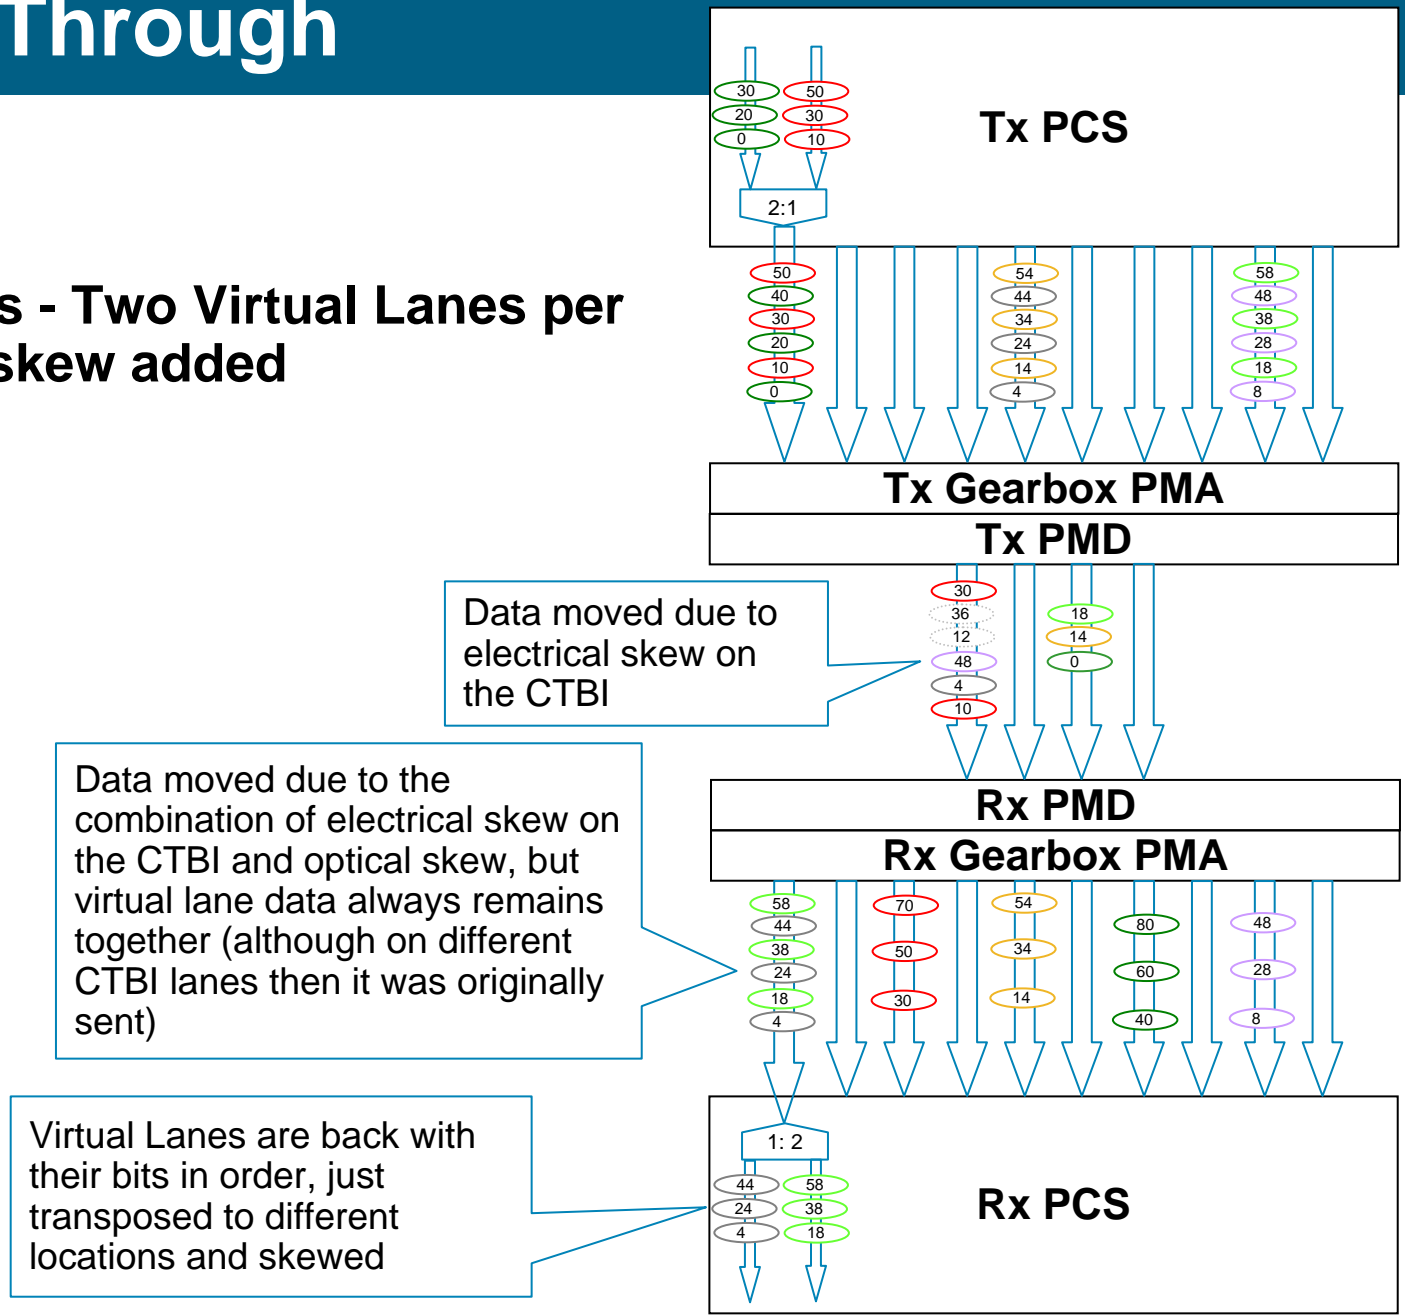 Through
s - Two Virtual Lanes per
skew added
Tx PCS
30 50
20 30
0 10
2:1
50 54 58
40 44 48
30 34 38
20 24 28
10 14 18
0 4 8
Tx Gearbox PMA
Tx PMD
Data moved due to
electrical skew on
the CTBI
30
36 18
12 14
48 0
4
10
Rx PMD
Rx Gearbox PMA
Data moved due to the
combination of electrical skew on
the CTBI and optical skew, but
virtual lane data always remains
together (although on different
CTBI lanes then it was originally
sent)
58 70 54
44 80 48
38 50 34
24 60 28
18 30 14
4 40 8
Virtual Lanes are back with
their bits in order, just
transposed to different
locations and skewed
1: 2
44 58
24 38
4 18
Rx PCS